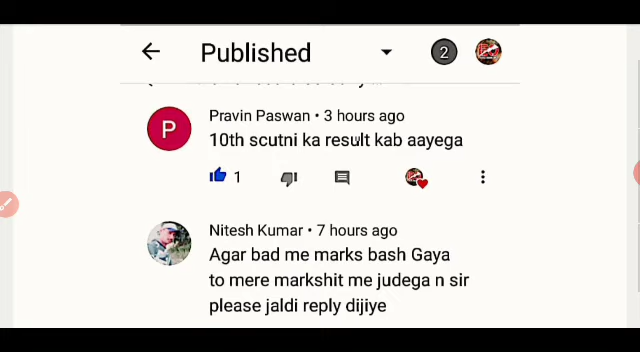 Published
2
P
Pravin Paswan • 3 hours ago
10th scutni ka result kab aayega
1
Nitesh Kumar • 7 hours ago
Agar bad me marks bash Gaya
to mere markshit me judega n sir
please jaldi reply dijiye